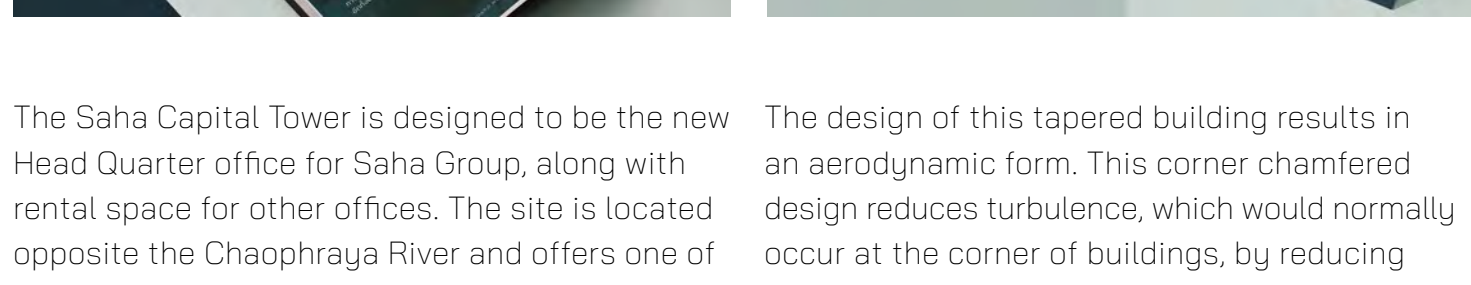 The Saha Capital Tower is designed to be the new
Head Quarter office for Saha Group, along with
rental space for other offices. The site is located
opposite the Chaophraya River and offers one of
The design of this tapered building results in
an aerodynamic form. This corner chamfered
design reduces turbulence, which would normally
occur at the corner of buildings, by reducing